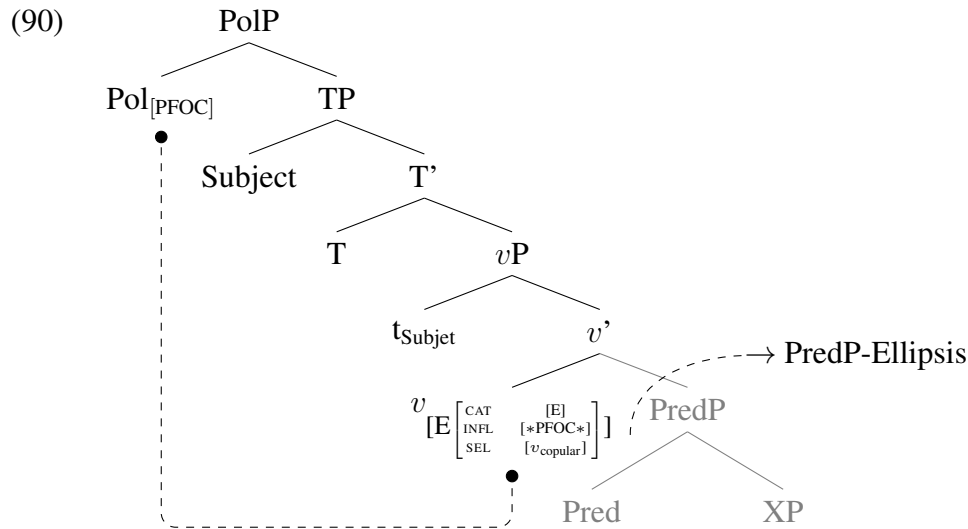 (90) PolP
Pol[PFOC] TP
Subject T’
T vP
tSubjet v’
PredP-Ellipsis
v[E[CAT [E]
INFL [∗PFOC∗]
SEL [vcopular]]]
PredP
Pred XP